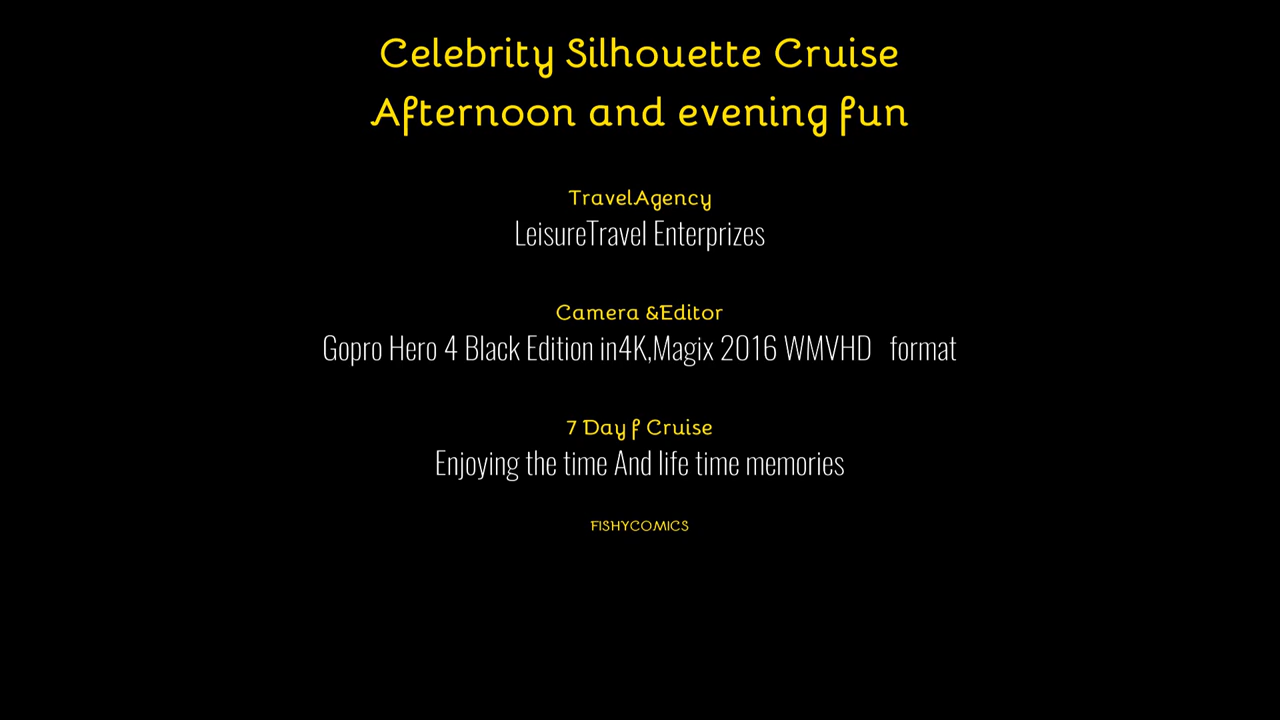 Celebrity Silhouette Cruise
Afternoon and evening fun
TravelAgency
LeisureTravel Enterprizes
Camera &Editor
Gopro Hero 4 Black Edition in4K,Magix 2016 WMVHD format
7 Day f Cruise
Enjoying the time And life time memories
FISHYCOMICS